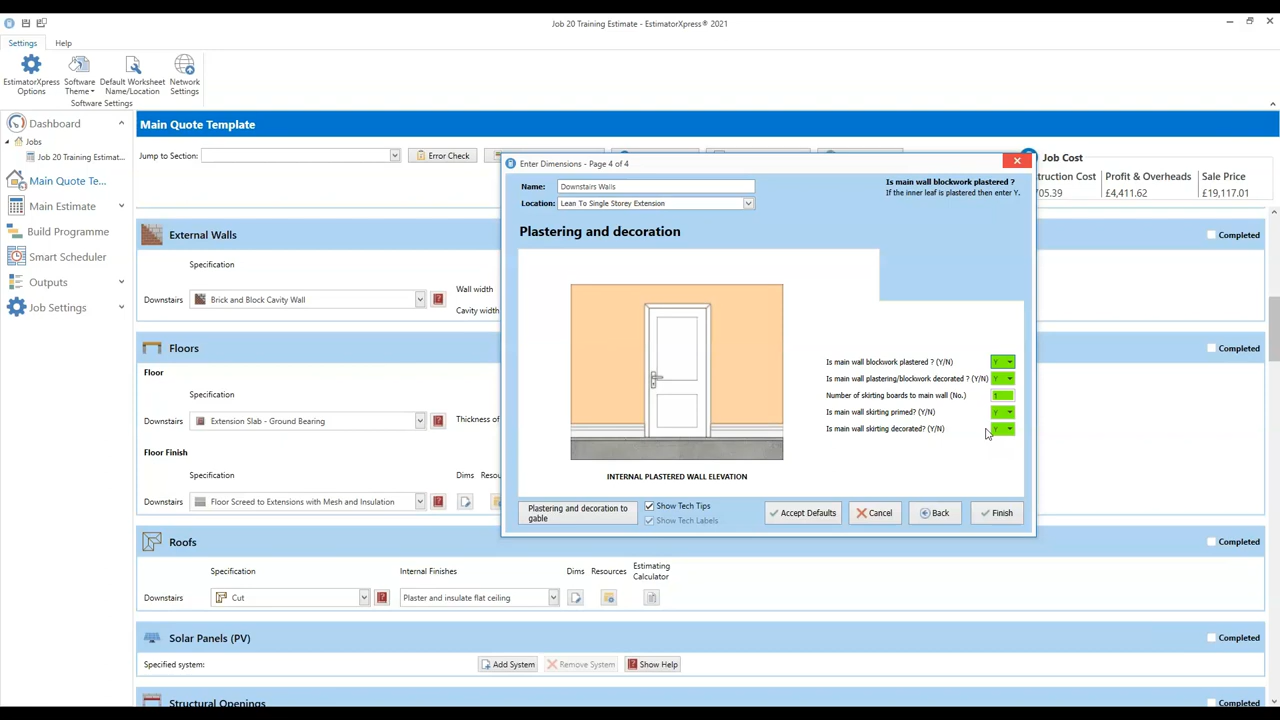 Job 20 Training Estimate - EstimatorXpress® 2021
Settings
Help
EstimatorXpress Options
Software Theme
Default Worksheet Name/Location
Network Settings
Software Settings
Dashboard
Jobs
Job 20 Training Estimat...
Main Quote Te...
Main Estimate
Build Programme
Smart Scheduler
Outputs
Job Settings
Main Quote Template
Jump to Section:
Error Check
Job Cost
truction Cost
Profit & Overheads
Sale Price
705.39
£4,411.62
£19,117.01
External Walls
Completed
Specification
Downstairs
Brick and Block Cavity Wall
Wall width
Cavity width
Floors
Completed
Floor
Specification
Downstairs
Extension Slab - Ground Bearing
Thickness of
Floor Finish
Specification
Dims
Resou
Downstairs
Floor Screed to Extensions with Mesh and Insulation
Roofs
Completed
Specification
Internal Finishes
Dims
Resources
Estimating Calculator
Downstairs
Cut
Plaster and insulate flat ceiling
Solar Panels (PV)
Completed
Specified system:
Add System
Remove System
Show Help
Structural Openings
Completed
Enter Dimensions - Page 4 of 4
Name:
Downstairs Walls
Location:
Lean To Single Storey Extension
Is main wall blockwork plastered ?
If the inner leaf is plastered then enter Y.
Plastering and decoration
Is main wall blockwork plastered ? (Y/N)
Y
Is main wall plastering/blockwork decorated ? (Y/N)
Y
Number of skirting boards to main wall (No.)
1
Is main wall skirting primed? (Y/N)
Y
Is main wall skirting decorated? (Y/N)
Y
INTERNAL PLASTERED WALL ELEVATION
Plastering and decoration to gable
Show Tech Tips
Show Tech Labels
Accept Defaults
Cancel
Back
Finish